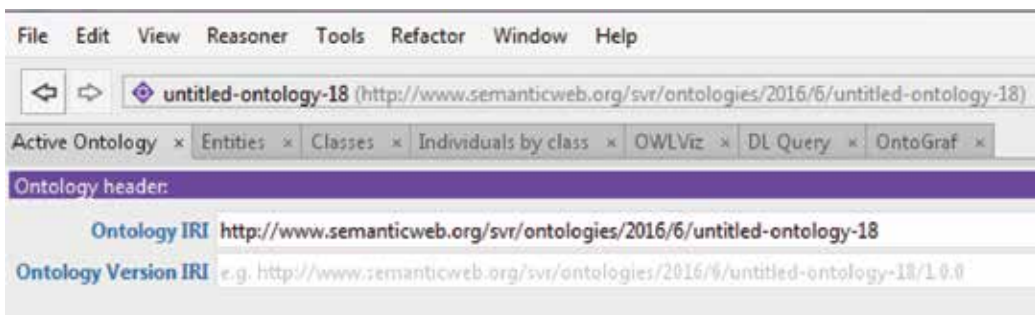 File Edit View Reasoner Tools Refactor Window Help
untitled-ontology-18 (http://www.semanticweb.org/svr/ontologies/2016/6/untitled-ontology-18)
Active Ontology × Entities × Classes × Individuals by class × OWLViz × DL Query × OntoGraf ×
Ontology header:
Ontology IRI http://www.semanticweb.org/svr/ontologies/2016/6/untitled-ontology-18
Ontology Version IRI e.g. http://www.semanticweb.org/svr/ontologies/2016/6/untitled-ontology-18/1.0.0